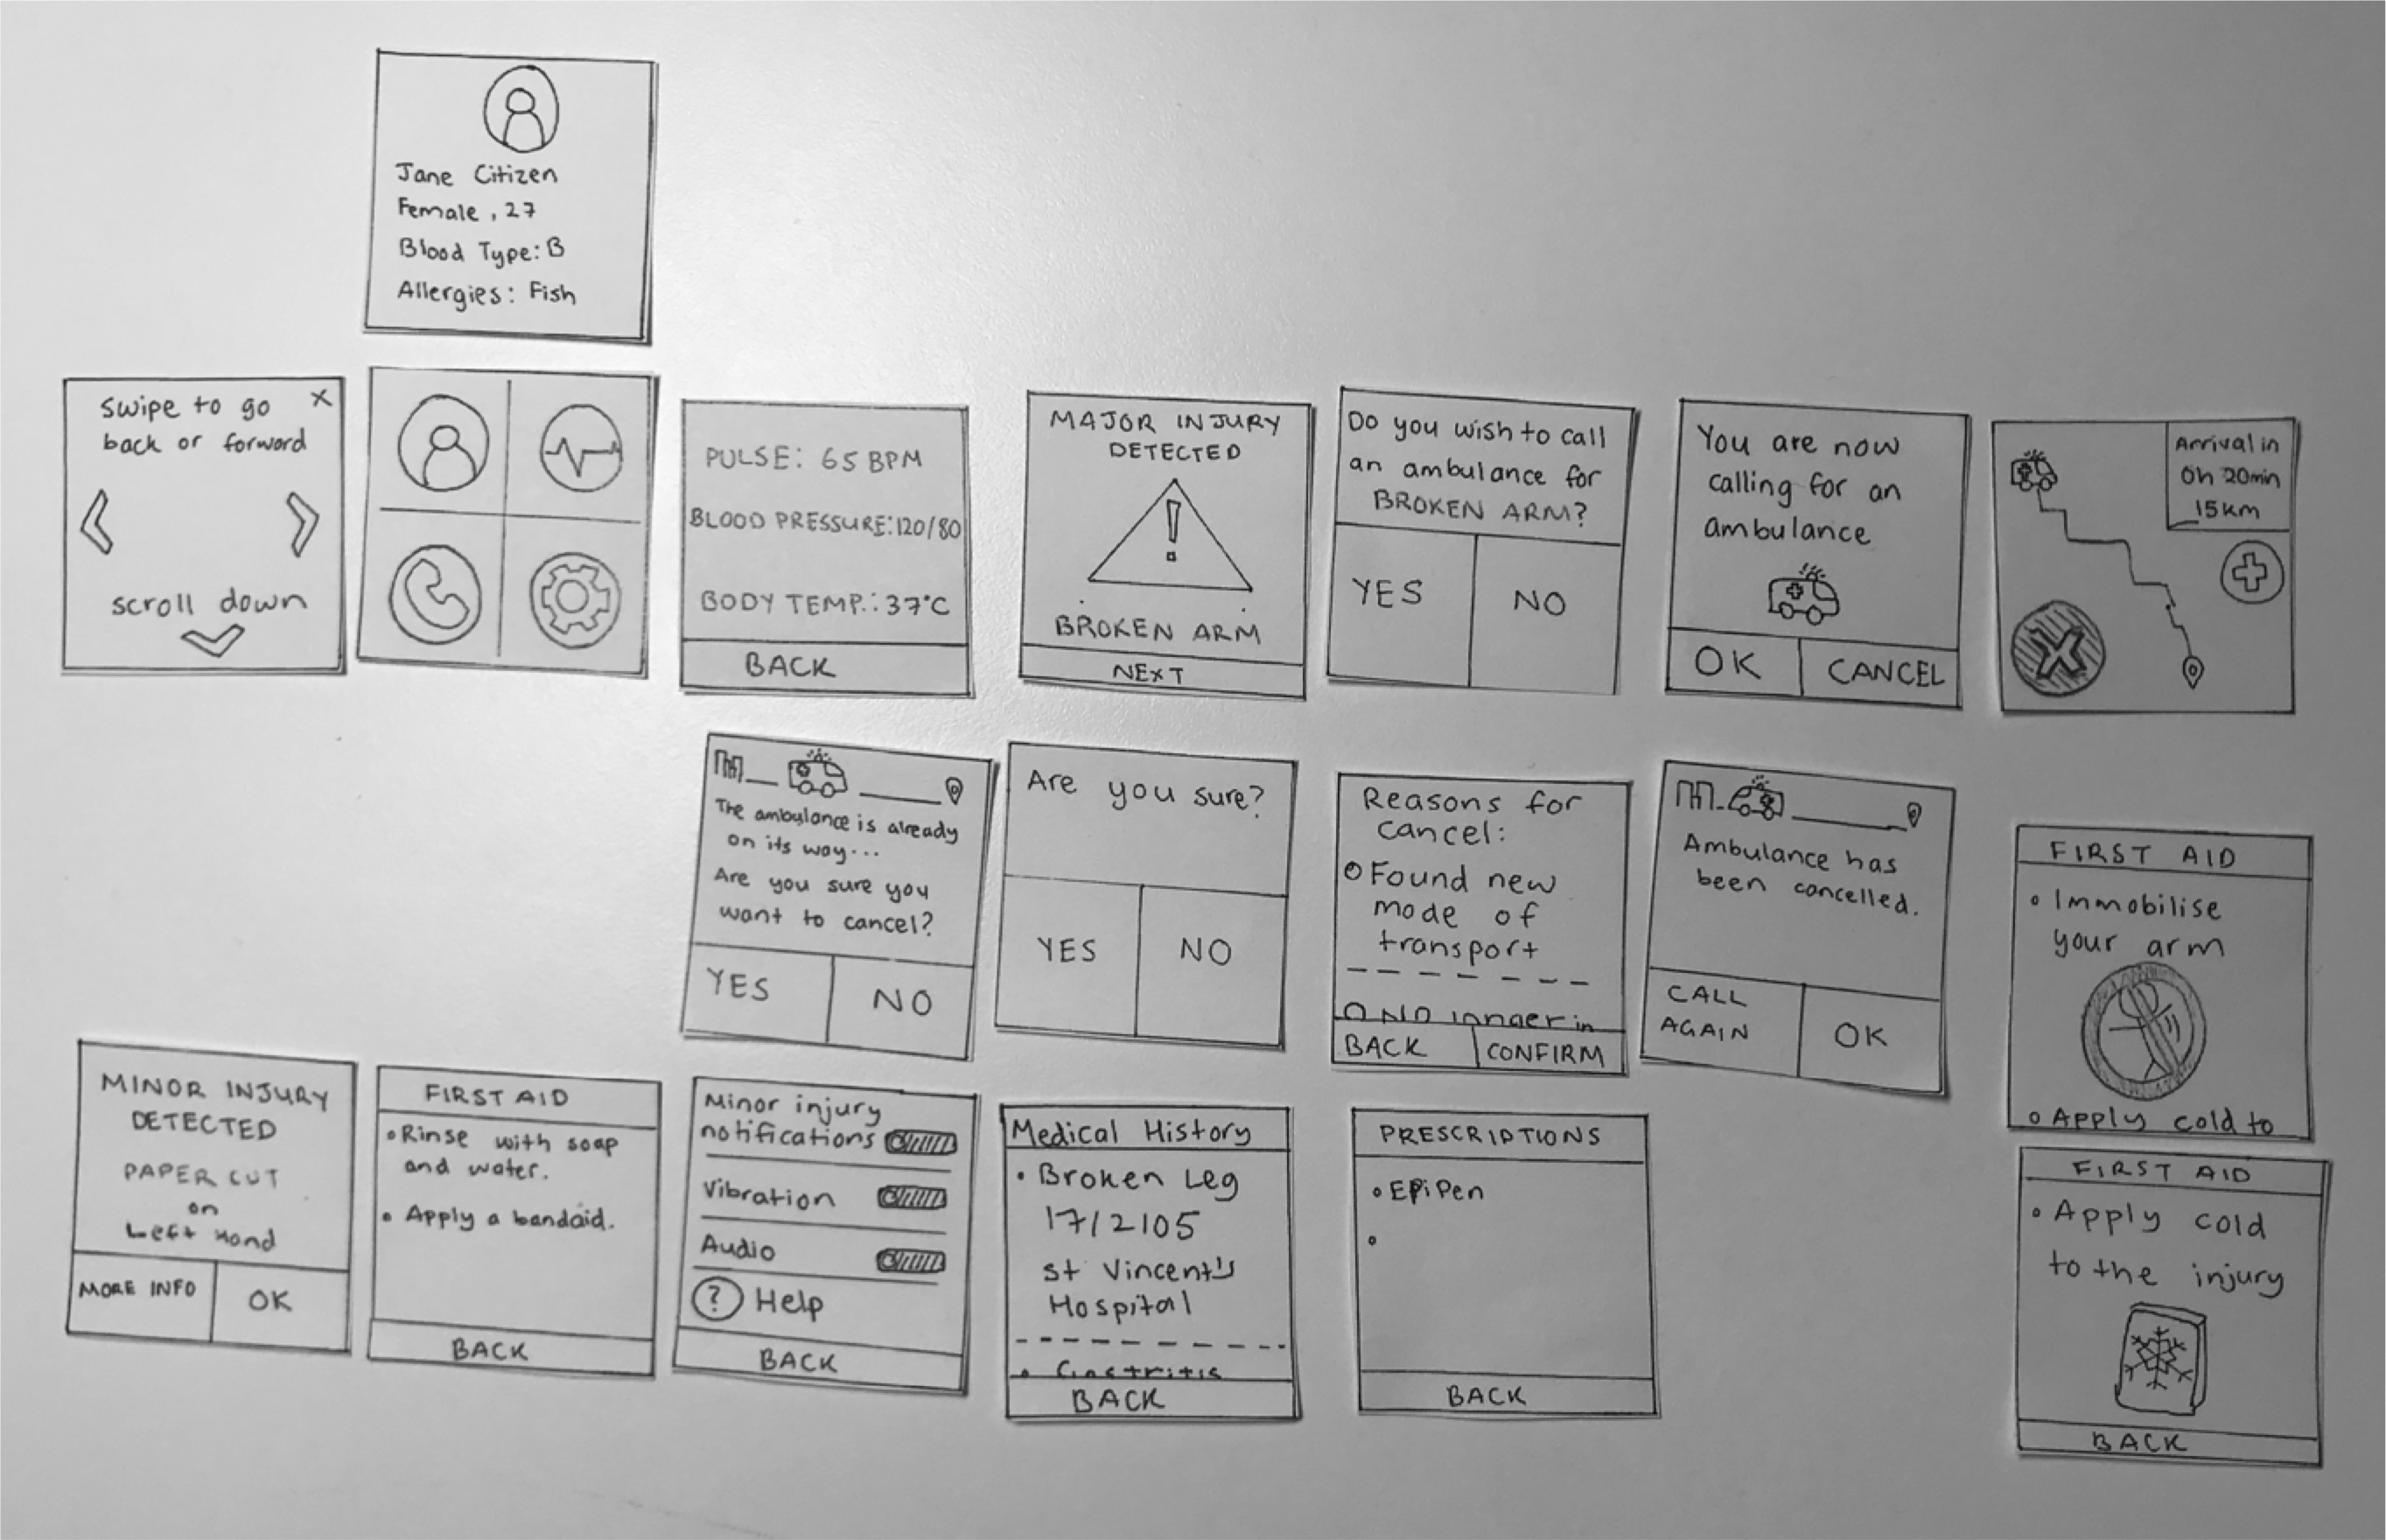 Jane Citizen
Female, 27
Blood Type: B
Allergies: Fish
Swipe to go X
back or forward
scroll down
PULSE: 65 BPM
BLOOD PRESSURE: 120/80
BODY TEMP.: 37°C
BACK
MAJOR INJURY
DETECTED
!
BROKEN ARM
NEXT
Do you wish to call
an ambulance for
BROKEN ARM?
YES
NO
You are now
calling for an
ambulance
OK
CANCEL
Arrival in
0h 20min
15km
X
The ambulance is already
on its way...
Are you sure you
want to cancel?
YES
NO
Are you sure?
YES
NO
Reasons for
cancel:
Found new
mode of
transport
No longer in
BACK
CONFIRM
Ambulance has
been cancelled.
CALL
AGAIN
OK
FIRST AID
• Immobilise
your arm
• Apply cold to
MINOR INJURY
DETECTED
PAPER CUT
on
Left Hand
MORE INFO
OK
FIRST AID
• Rinse with soap
and water.
• Apply a bandaid.
BACK
Minor injury
notifications
Vibration
Audio
? Help
BACK
Medical History
• Broken Leg
17/2105
St Vincent's
Hospital
• Gastritis
BACK
PRESCRIPTIONS
• EpiPen
•
BACK
FIRST AID
• Apply cold
to the injury
BACK